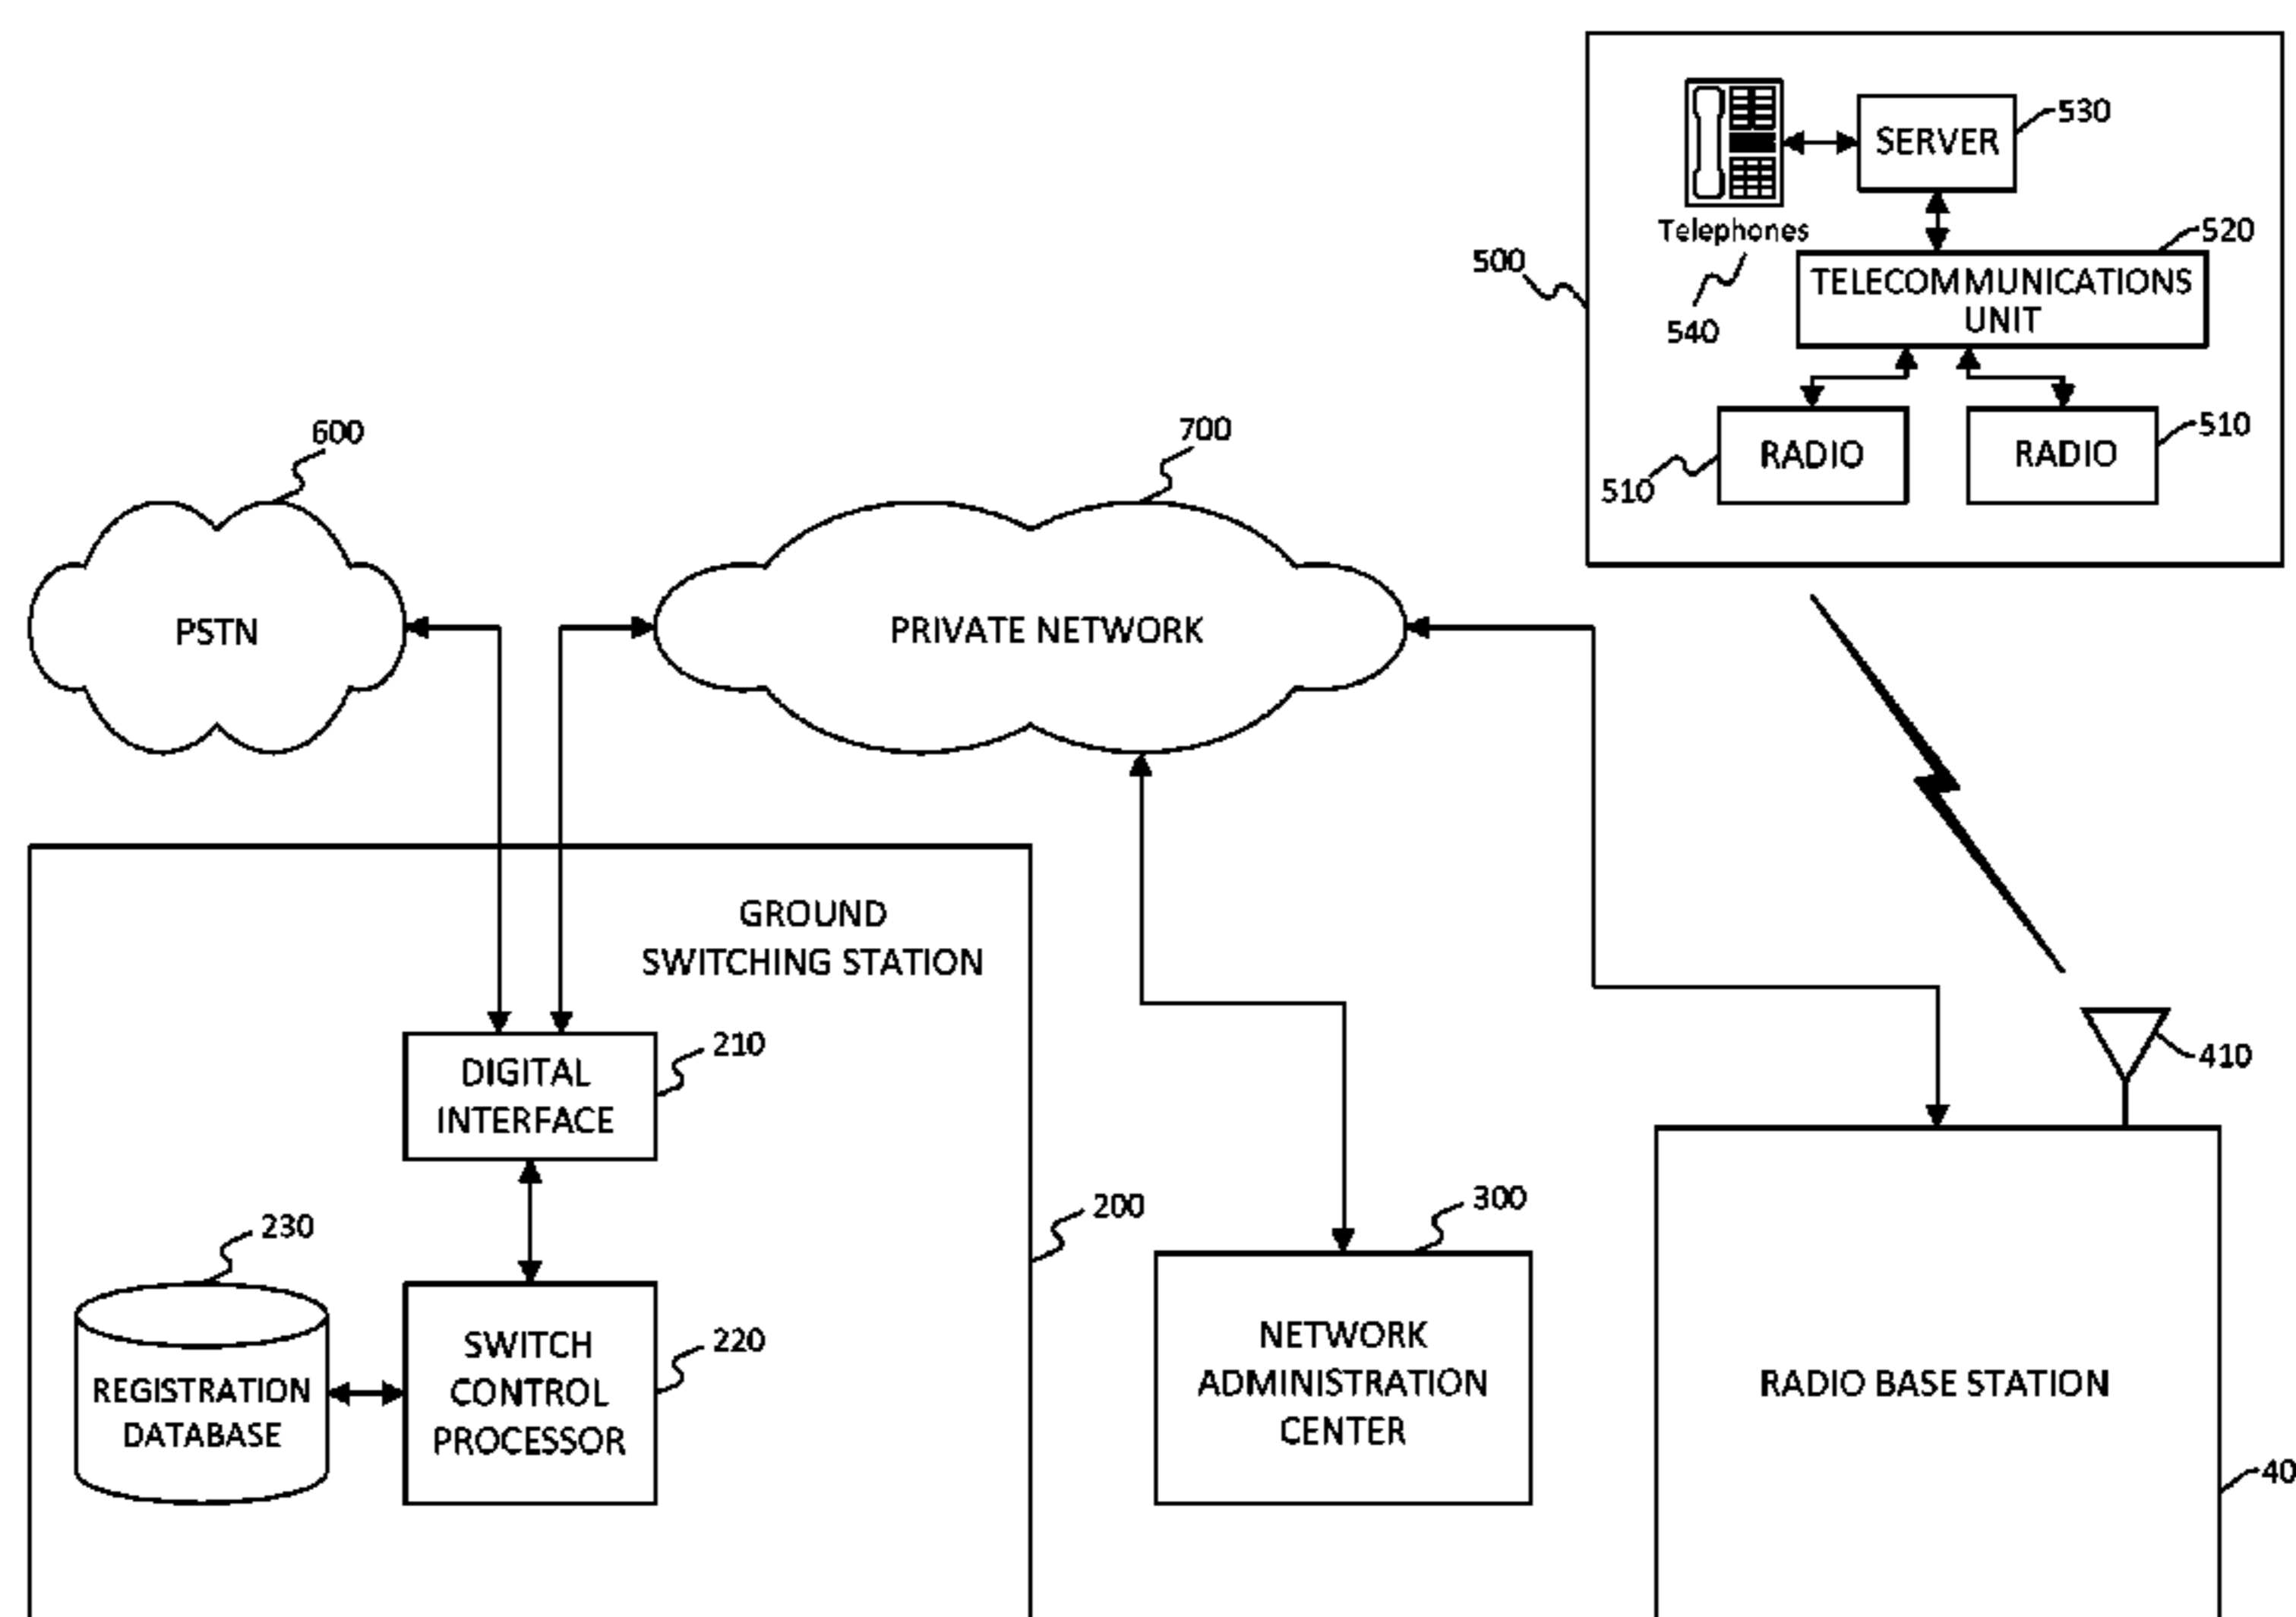 530
SERVER
Telephones
520
500
TELECOMMUNICATIONS
UNIT
540
600
700
510
RADIO
RADIO
510
PSTN
PRIVATE NETWORK
GROUND
SWITCHING STATION
210
DIGITAL
INTERFACE
410
230
200
300
SWITCH
CONTROL
PROCESSOR
220
REGISTRATION
DATABASE
NETWORK
ADMINISTRATION
CENTER
RADIO BASE STATION
40